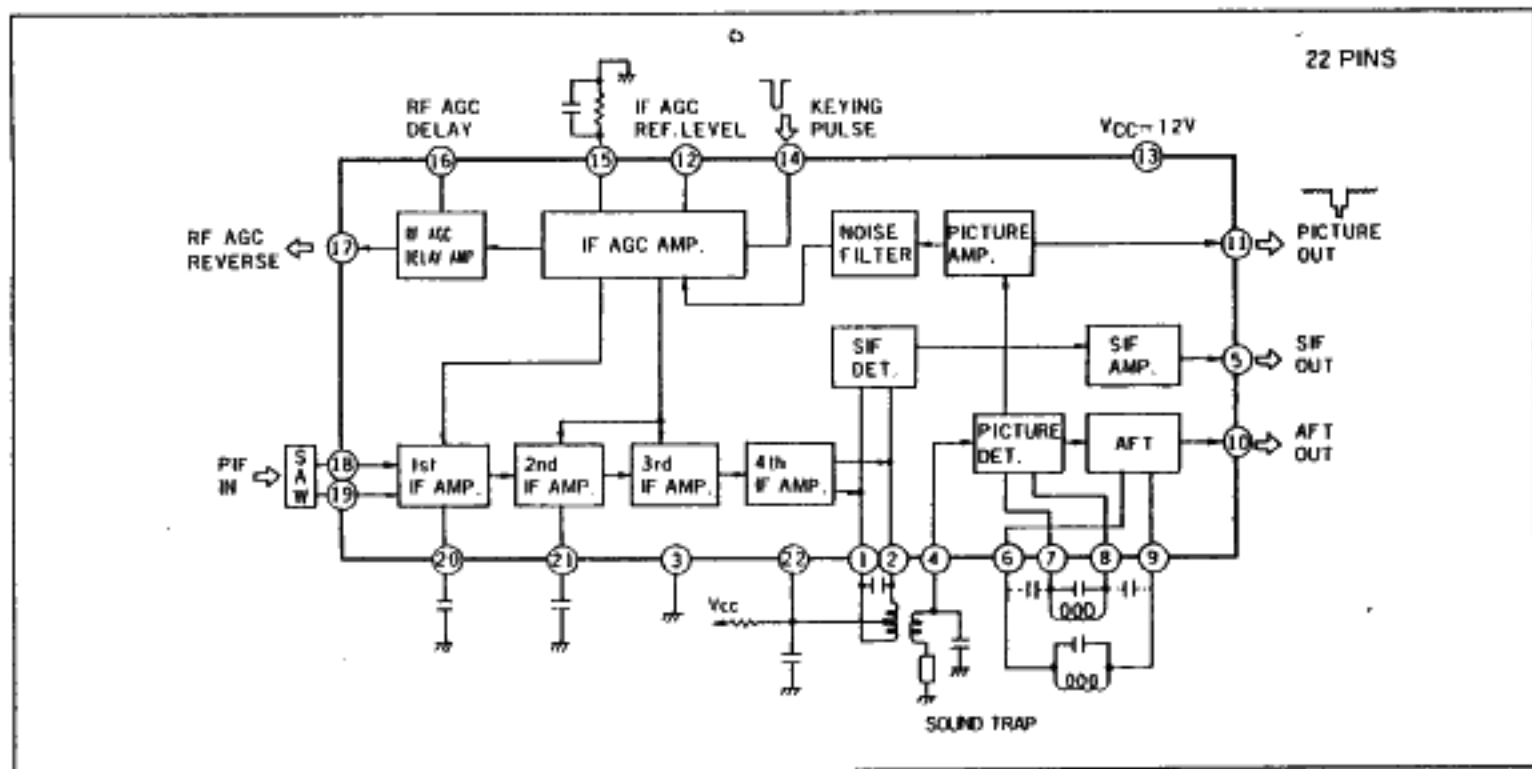 22 PINS
RF AGC
DELAY
IF AGC
REF.LEVEL
KEYING
PULSE
VCC=12V
16
15
12
14
13
RF AGC
REVERSE
17
RF AGC
DELAY AMP
IF AGC AMP.
NOISE
FILTER
PICTURE
AMP.
11
PICTURE
OUT
SIF
DET.
SIF
AMP.
5
SIF
OUT
PIF
IN
SAW
18
19
1st
IF AMP.
2nd
IF AMP.
3rd
IF AMP.
4th
IF AMP.
PICTURE
DET.
AFT
10
AFT
OUT
20
21
3
22
1
2
4
6
7
8
9
VCC
SOUND TRAP